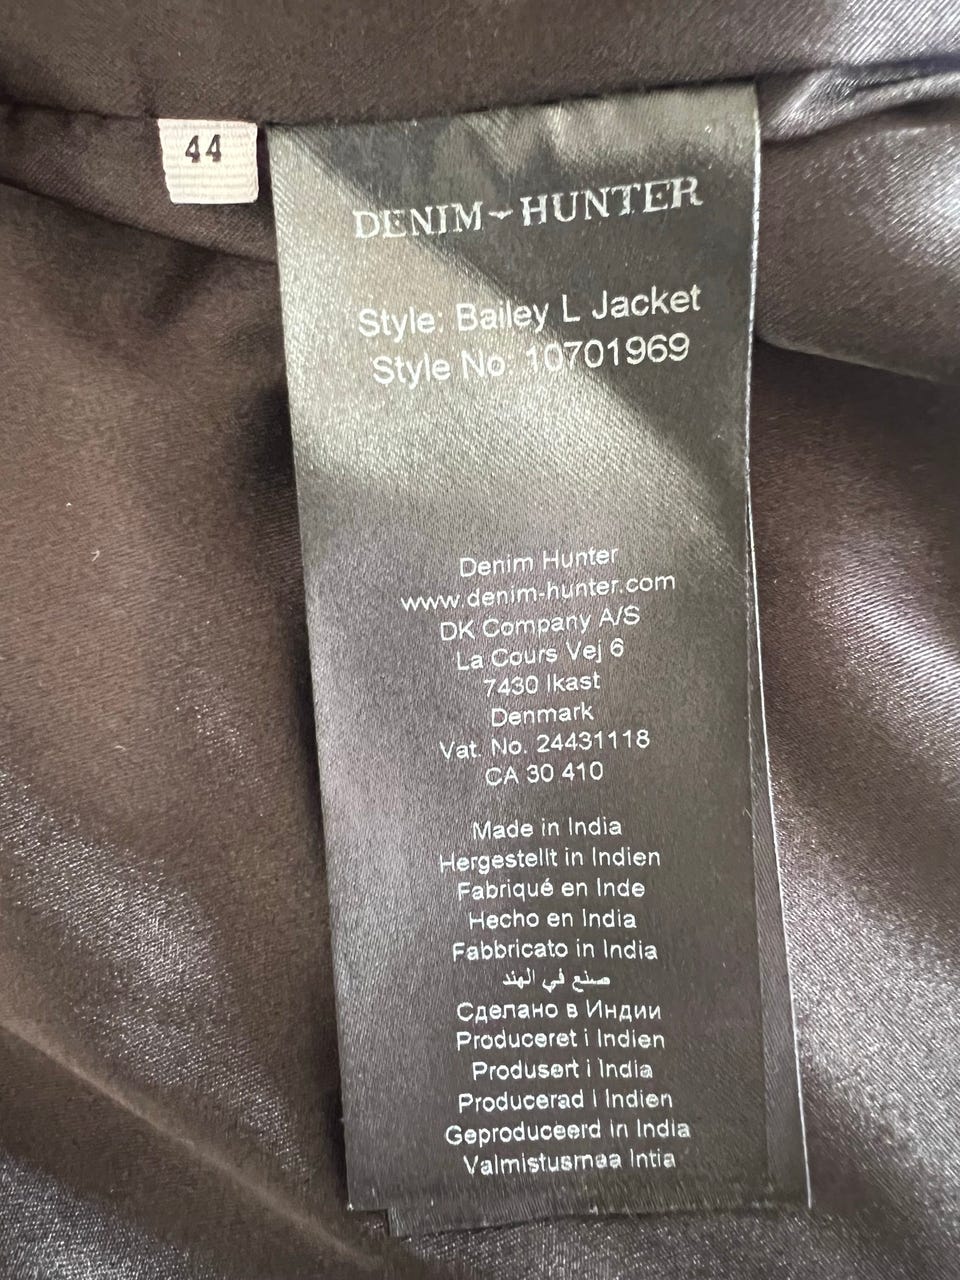 44
DENIM-HUNTER
Style: Bailey L Jacket
Style No: 10701969
Denim Hunter
www.denim-hunter.com
DK Company A/S
La Cours Vej 6
7430 Ikast
Denmark
Vat. No. 24431118
CA 30 410
Made in India
Hergestellt in Indien
Fabriqué en Inde
Hecho en India
Fabbricato in India
صنع في الهند
Сделано в Индии
Produceret i Indien
Produsert i India
Producerad i Indien
Geproduceerd in India
Valmistusmaa Intia